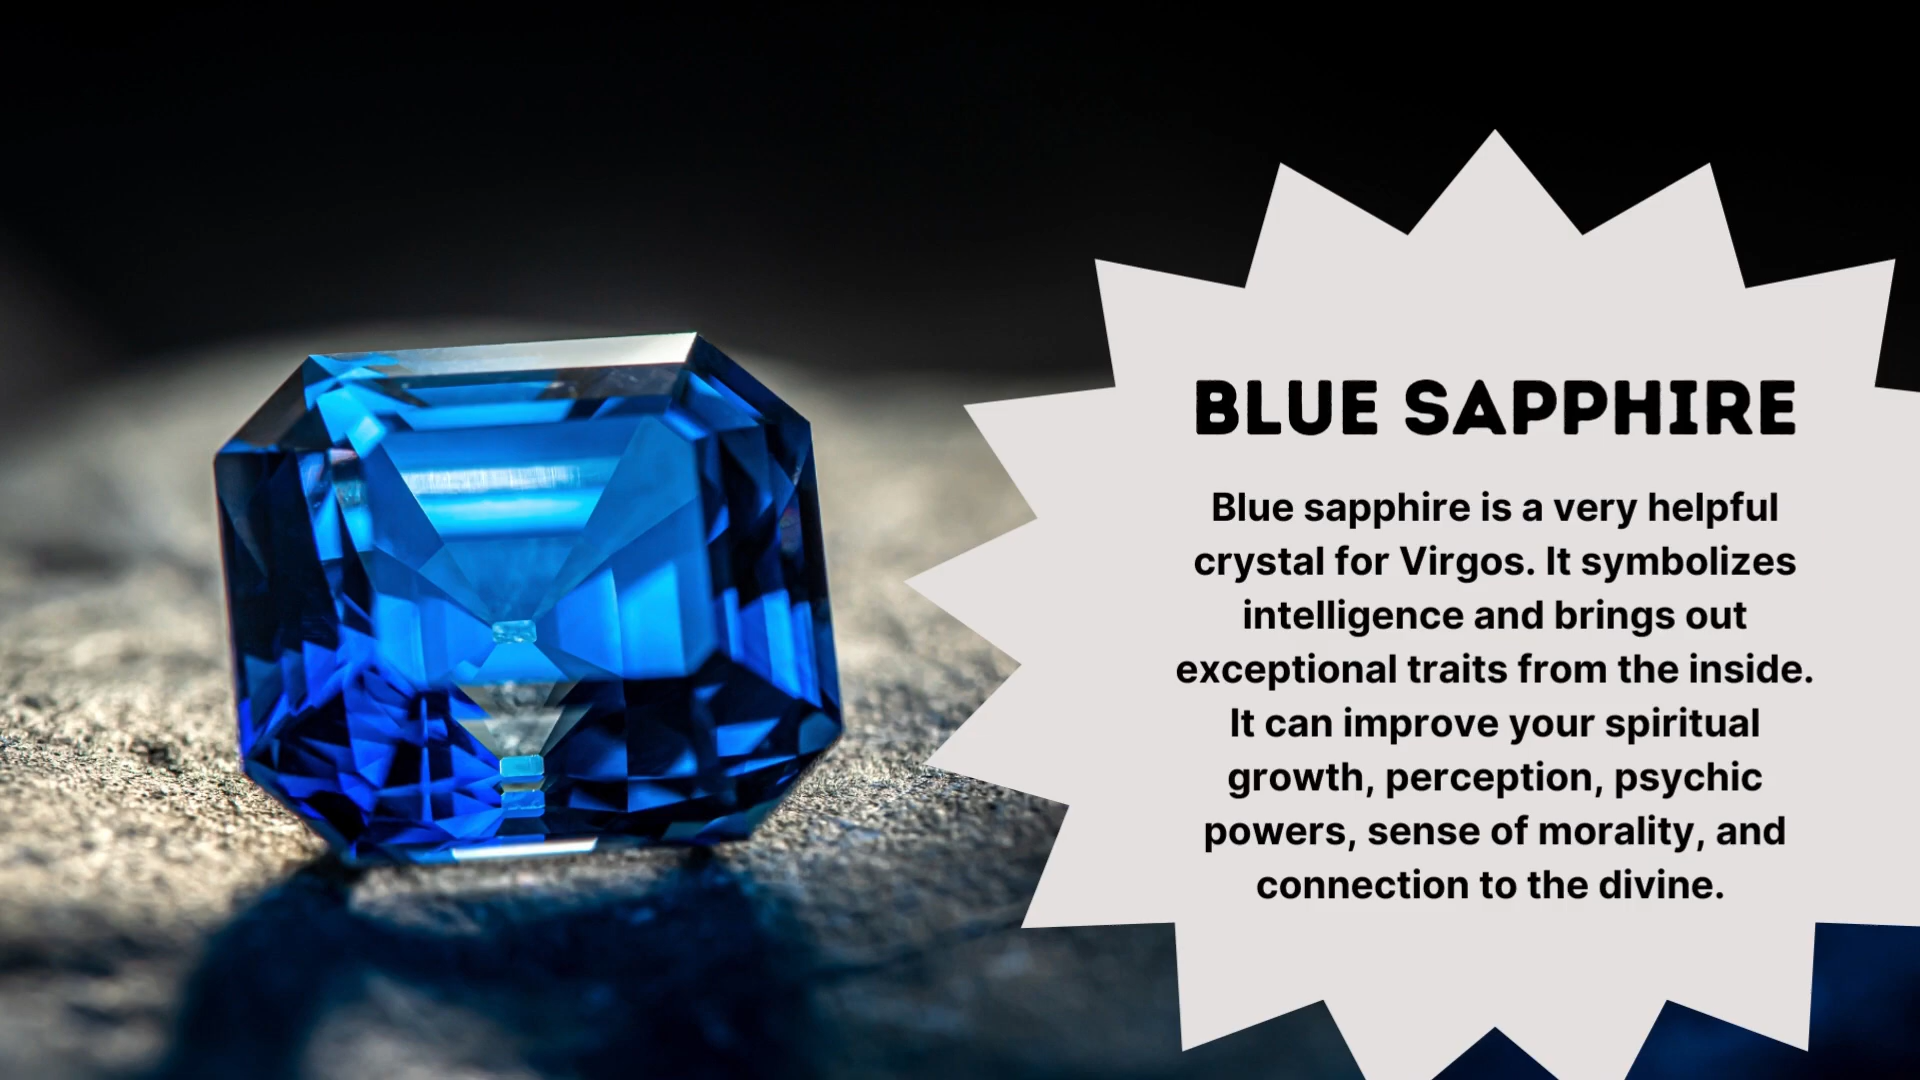 BLUE SAPPHIRE
Blue sapphire is a very helpful
crystal for Virgos. It symbolizes
intelligence and brings out
exceptional traits from the inside.
It can improve your spiritual
growth, perception, psychic
powers, sense of morality, and
connection to the divine.